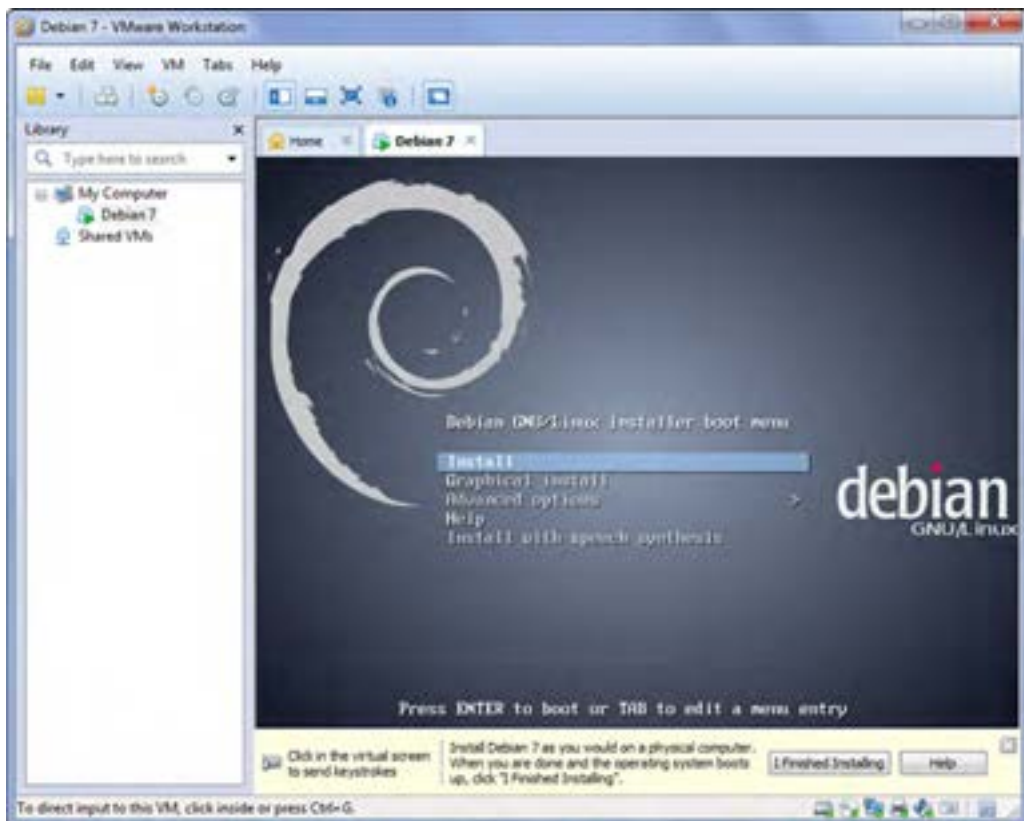 Debian 7 - VMware Workstation
File Edit View VM Tabs Help
Library
Type here to search
My Computer
Debian 7
Shared VMs
Home
Debian 7
Debian GNU/Linux installer boot menu
Install
Graphical install
Advanced options >
Help
Install with speech synthesis
debian
GNU/Linux
Press ENTER to boot or TAB to edit a menu entry
Click in the virtual screen
to send keystrokes
Install Debian 7 as you would on a physical computer.
When you are done and the operating system boots
up, click "I Finished Installing".
I Finished Installing
Help
To direct input to this VM, click inside or press Ctrl+G.